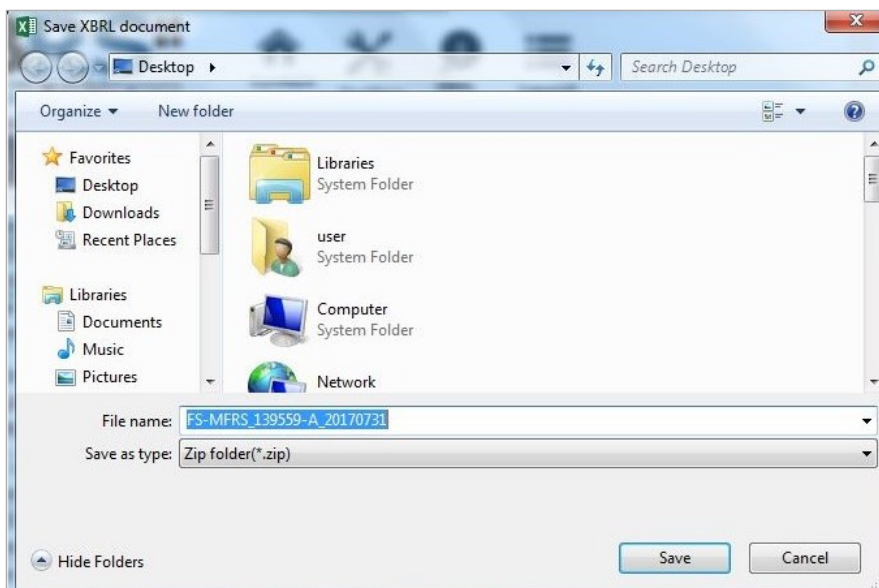 Save XBRL document
Desktop
Search Desktop
Organize
New folder
Favorites
Desktop
Downloads
Recent Places
Libraries
Documents
Music
Pictures
Libraries
System Folder
user
System Folder
Computer
System Folder
Network
File name: FS-MFRS_139559-A_20170731
Save as type: Zip folder(*.zip)
Hide Folders
Save
Cancel